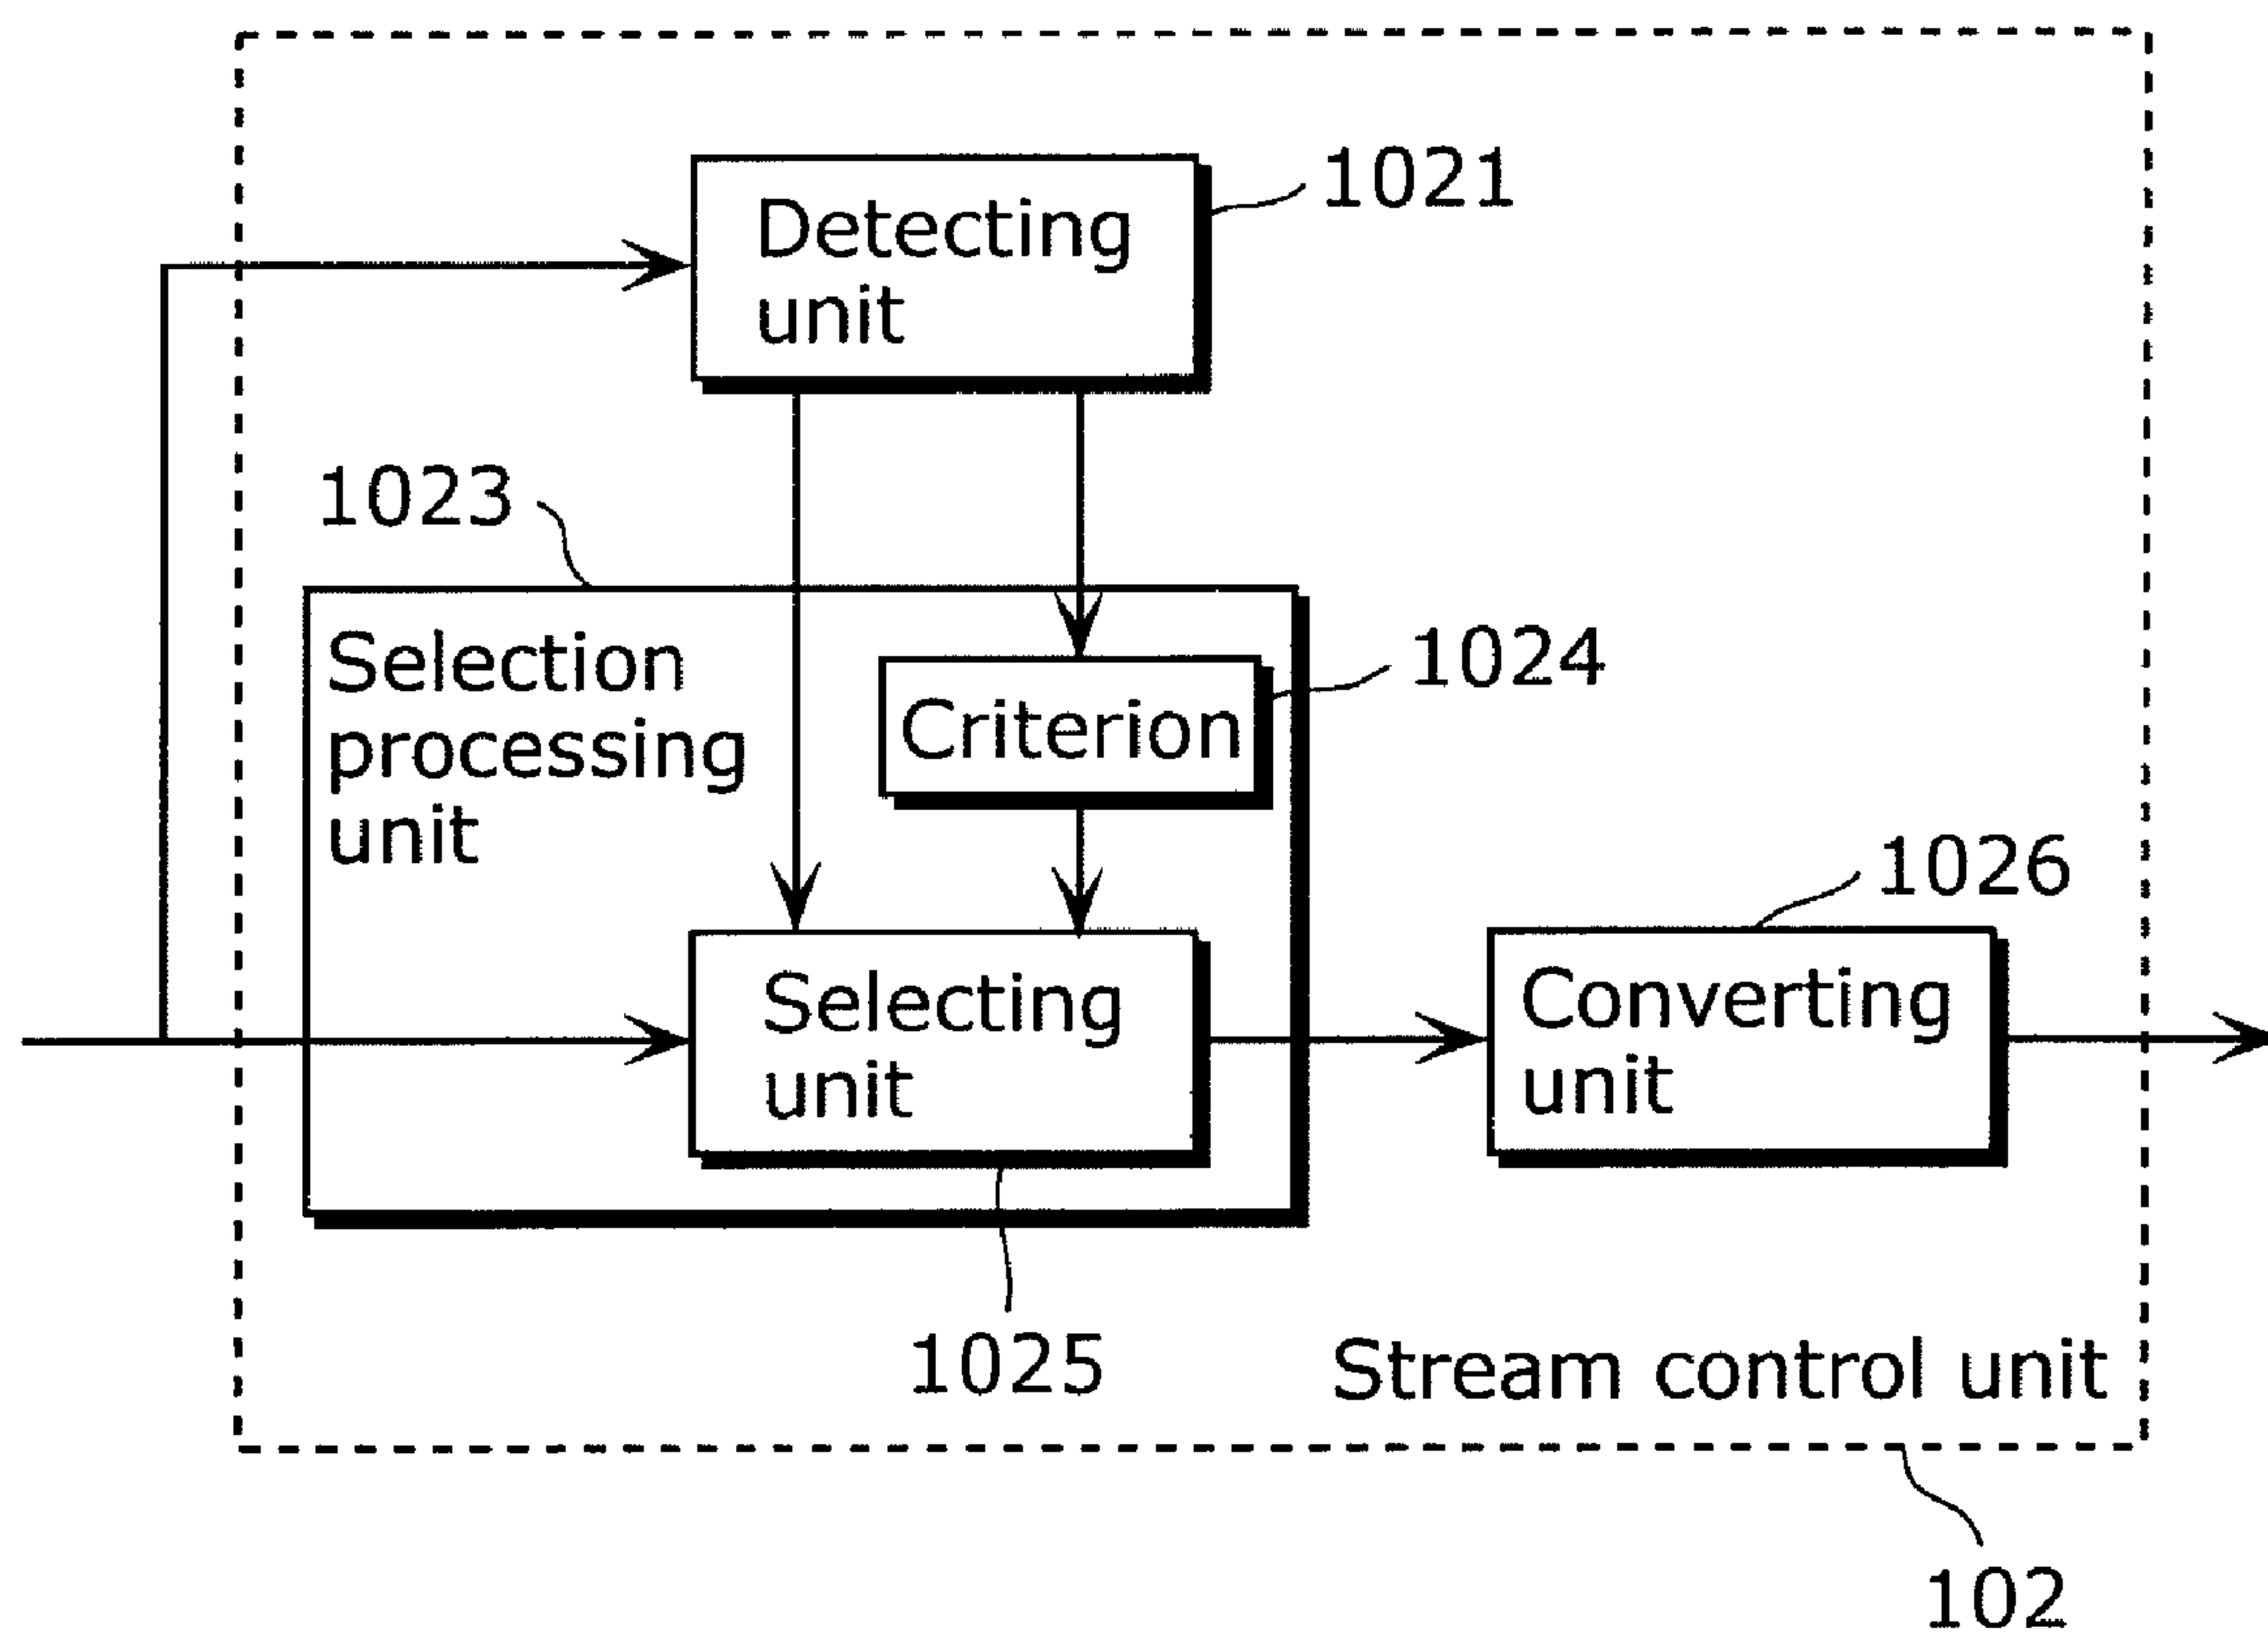 Detecting
unit
1021
1023
Selection
processing
unit
Criterion
1024
1026
Selecting
unit
Converting
unit
1025
Stream control unit
102